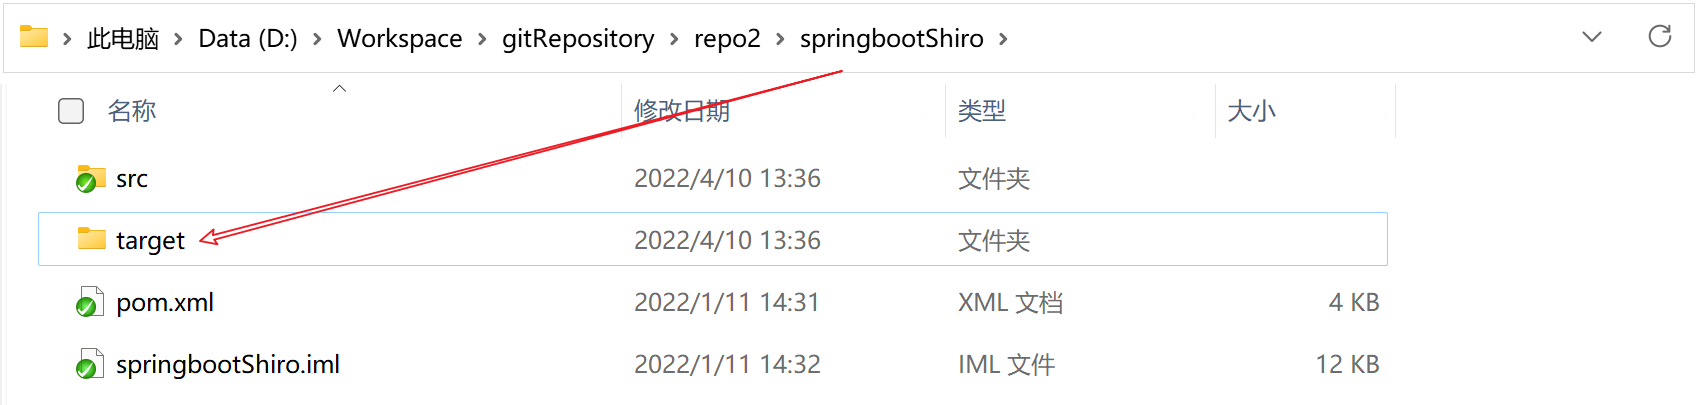 此电脑 > Data (D:) > Workspace > gitRepository > repo2 > springbootShiro >
名称 修改日期 类型 大小
src 2022/4/10 13:36 文件夹
target 2022/4/10 13:36 文件夹
pom.xml 2022/1/11 14:31 XML 文档 4 KB
springbootShiro.iml 2022/1/11 14:32 IML 文件 12 KB